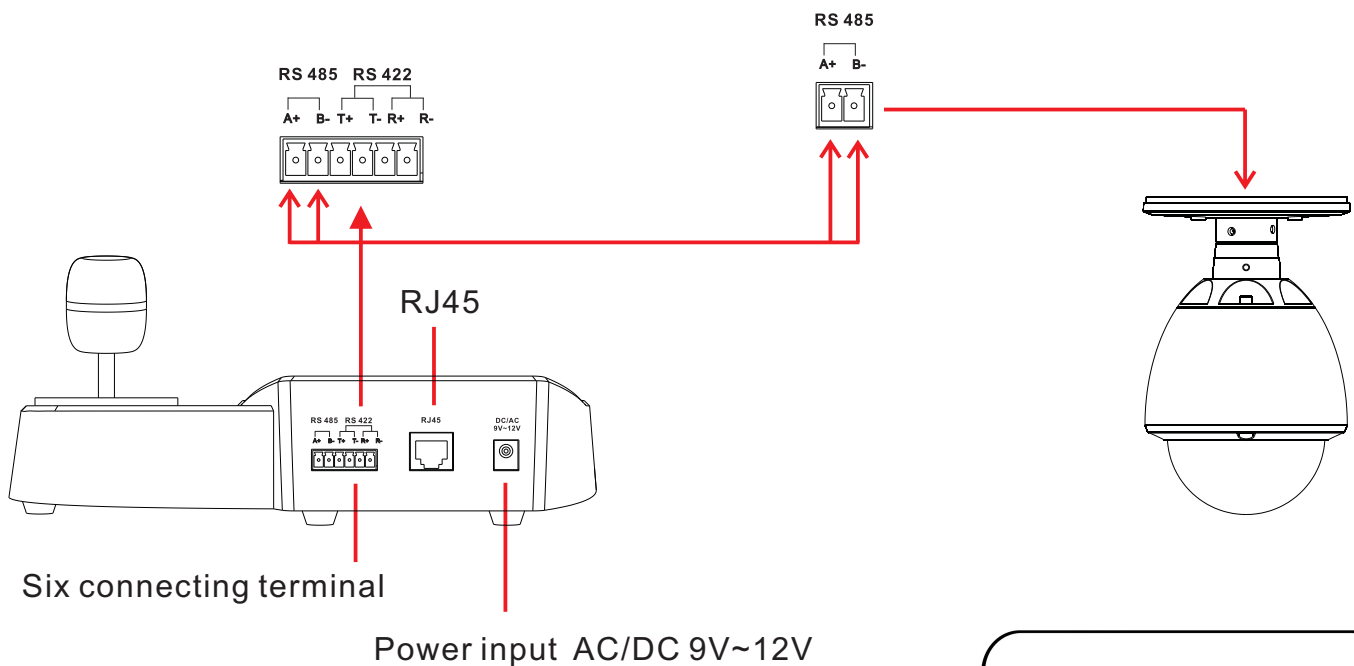 RS 485
A+ B-
RS 485 RS 422
A+ B- T+ T- R+ R-
RJ45
RS 485 RS 422
A+ B- T+ T- R+ R-
RJ45
DC/AC
9V~12V
Six connecting terminal
Power input AC/DC 9V~12V